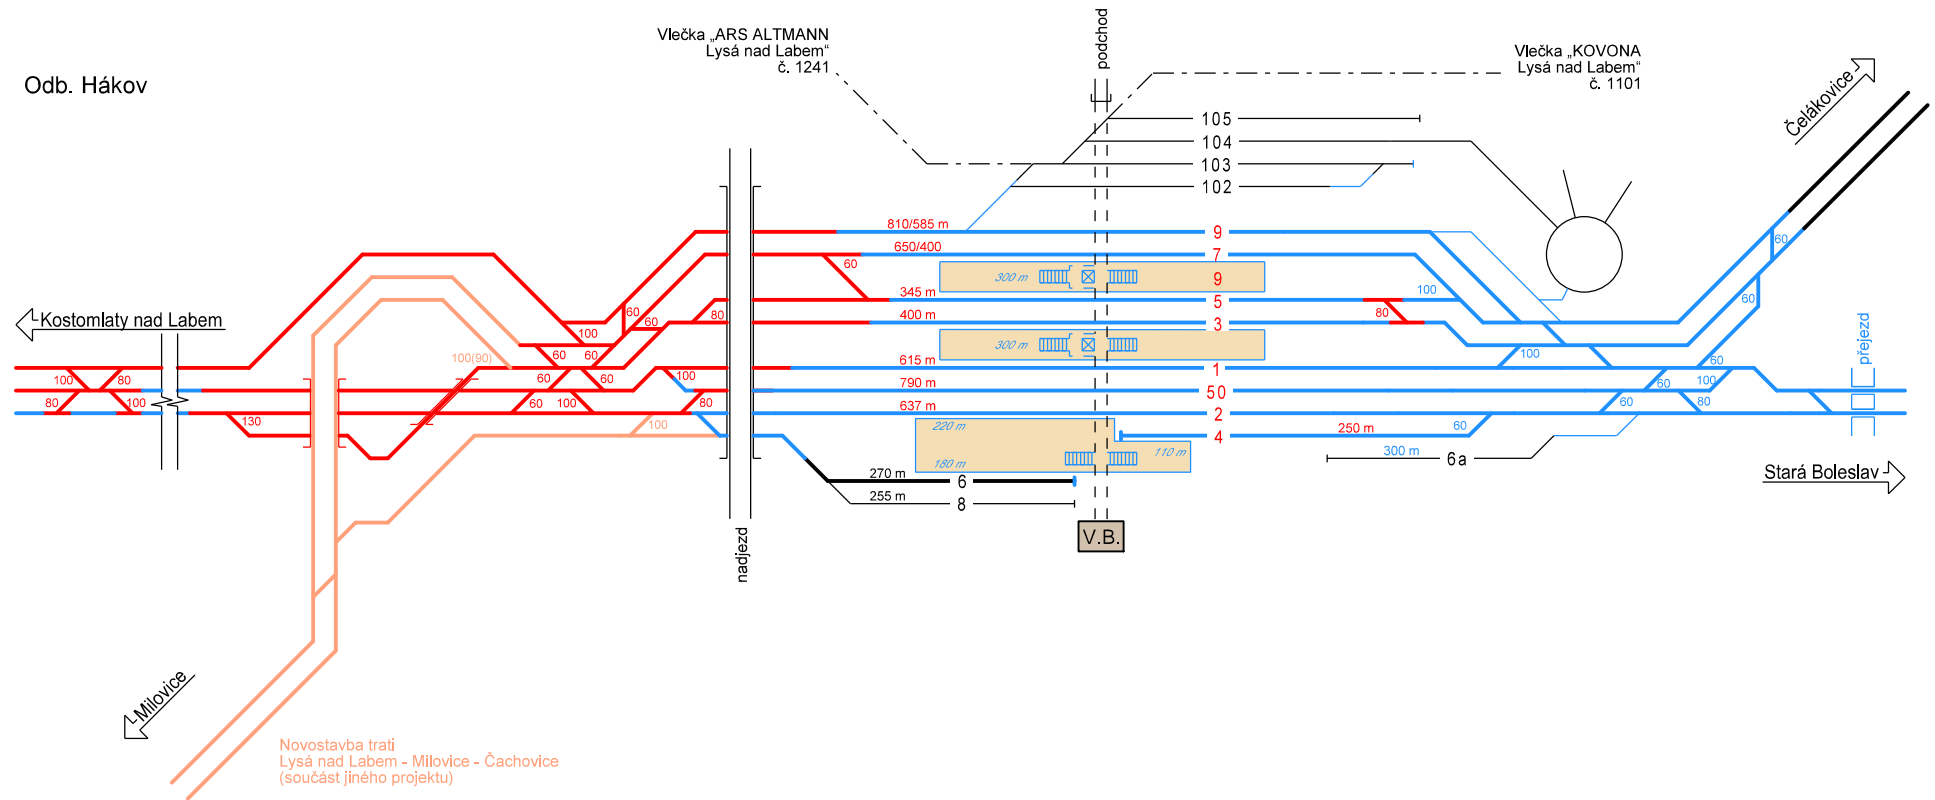 Vlečka „ARS ALTMANN
Lysá nad Labem“
č. 1241
podchod
Vlečka „KOVONA
Lysá nad Labem“
č. 1101
Odb. Hákov
Čelákovice
105
104
103
102
810/585 m
9
650/400
7
60
300 m
9
345 m
5
100
400 m
3
80
300 m
615 m
1
100
790 m
50
637 m
2
220 m
180 m
110 m
4
250 m
60
300 m
6a
270 m
6
255 m
8
V.B.
nadjezd
přejezd
Stará Boleslav
60
60
60
60
100
60
80
Kostomlaty nad Labem
100
80
80
100
130
100(90)
60
60
100
60
60
60
60
100
80
100
80
100
Milovice
Novostavba trati
Lysá nad Labem - Milovice - Čachovice
(součást jiného projektu)